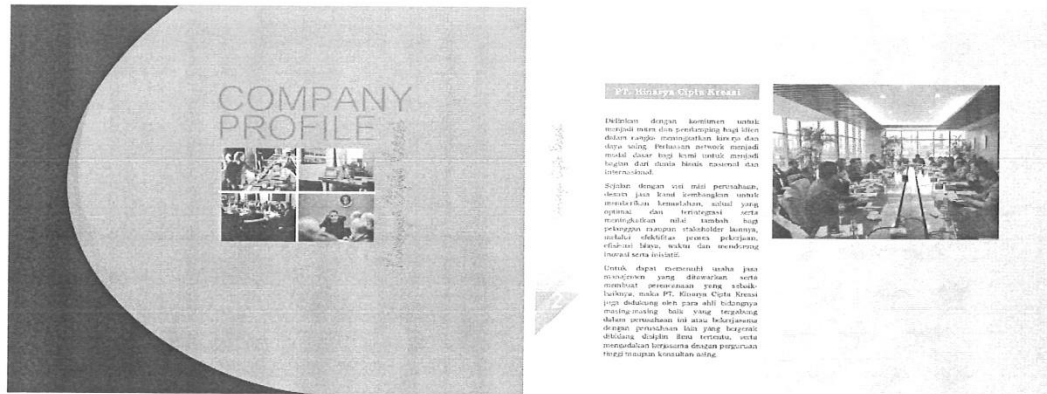 COMPANY
PROFILE
PT. Kinarya Cipta Kreasi
Didirikan dengan komitmen untuk
menjadi mitra dan pendamping bagi klien
dalam rangka meningkatkan kinerja dan
daya saing. Perluasan network menjadi
modal dasar bagi kami untuk menjadi
bagian dari dunia bisnis nasional dan
internasional.
Sejalan dengan visi misi perusahaan,
desain jasa kami kembangkan untuk
memberikan kemudahan, solusi yang
optimal dan terintegrasi serta
meningkatkan nilai tambah bagi
pelanggan maupun stakeholder lainnya,
melalui efektifitas proses pekerjaan,
efisiensi biaya, waktu dan mendorong
inovasi serta inisiatif.
Untuk dapat memenuhi usaha jasa
manajemen yang ditawarkan serta
membuat perencanaan yang sebaik-
baiknya, maka PT. Kinarya Cipta Kreasi
juga didukung oleh para ahli bidangnya
masing-masing baik yang tergabung
dalam perusahaan ini atau bekerjasama
dengan perusahaan lain yang bergerak
dibidang disiplin ilmu tertentu, serta
mengadakan kerjasama dengan perguruan
tinggi maupun konsultan asing.
2